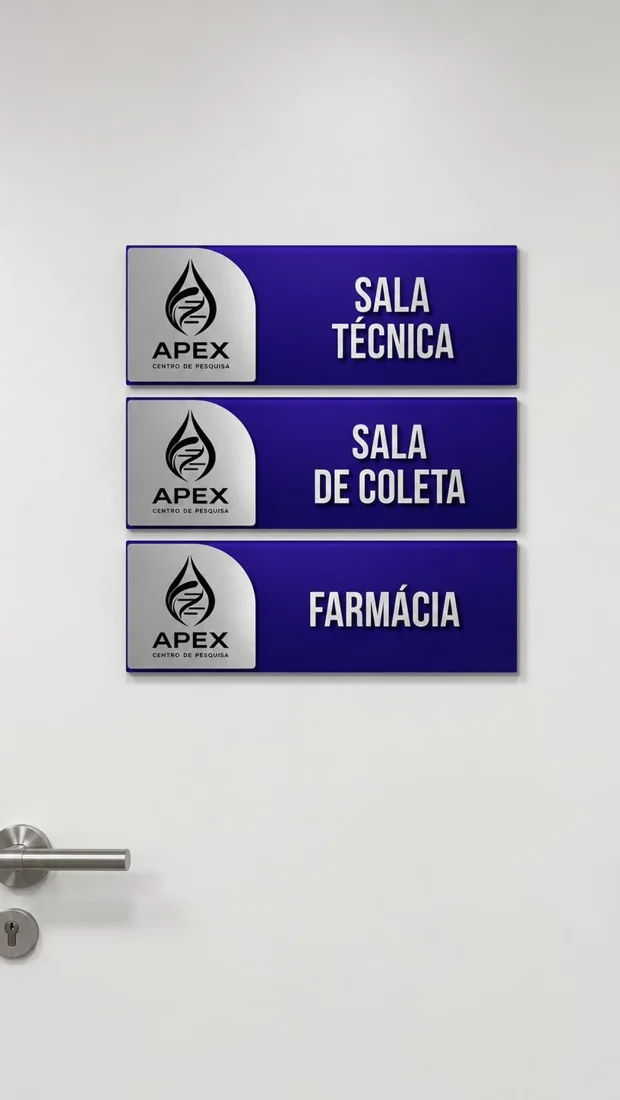 APEX
CENTRO DE PESQUISA
SALA
TÉCNICA
APEX
CENTRO DE PESQUISA
SALA
DE COLETA
APEX
CENTRO DE PESQUISA
FARMÁCIA